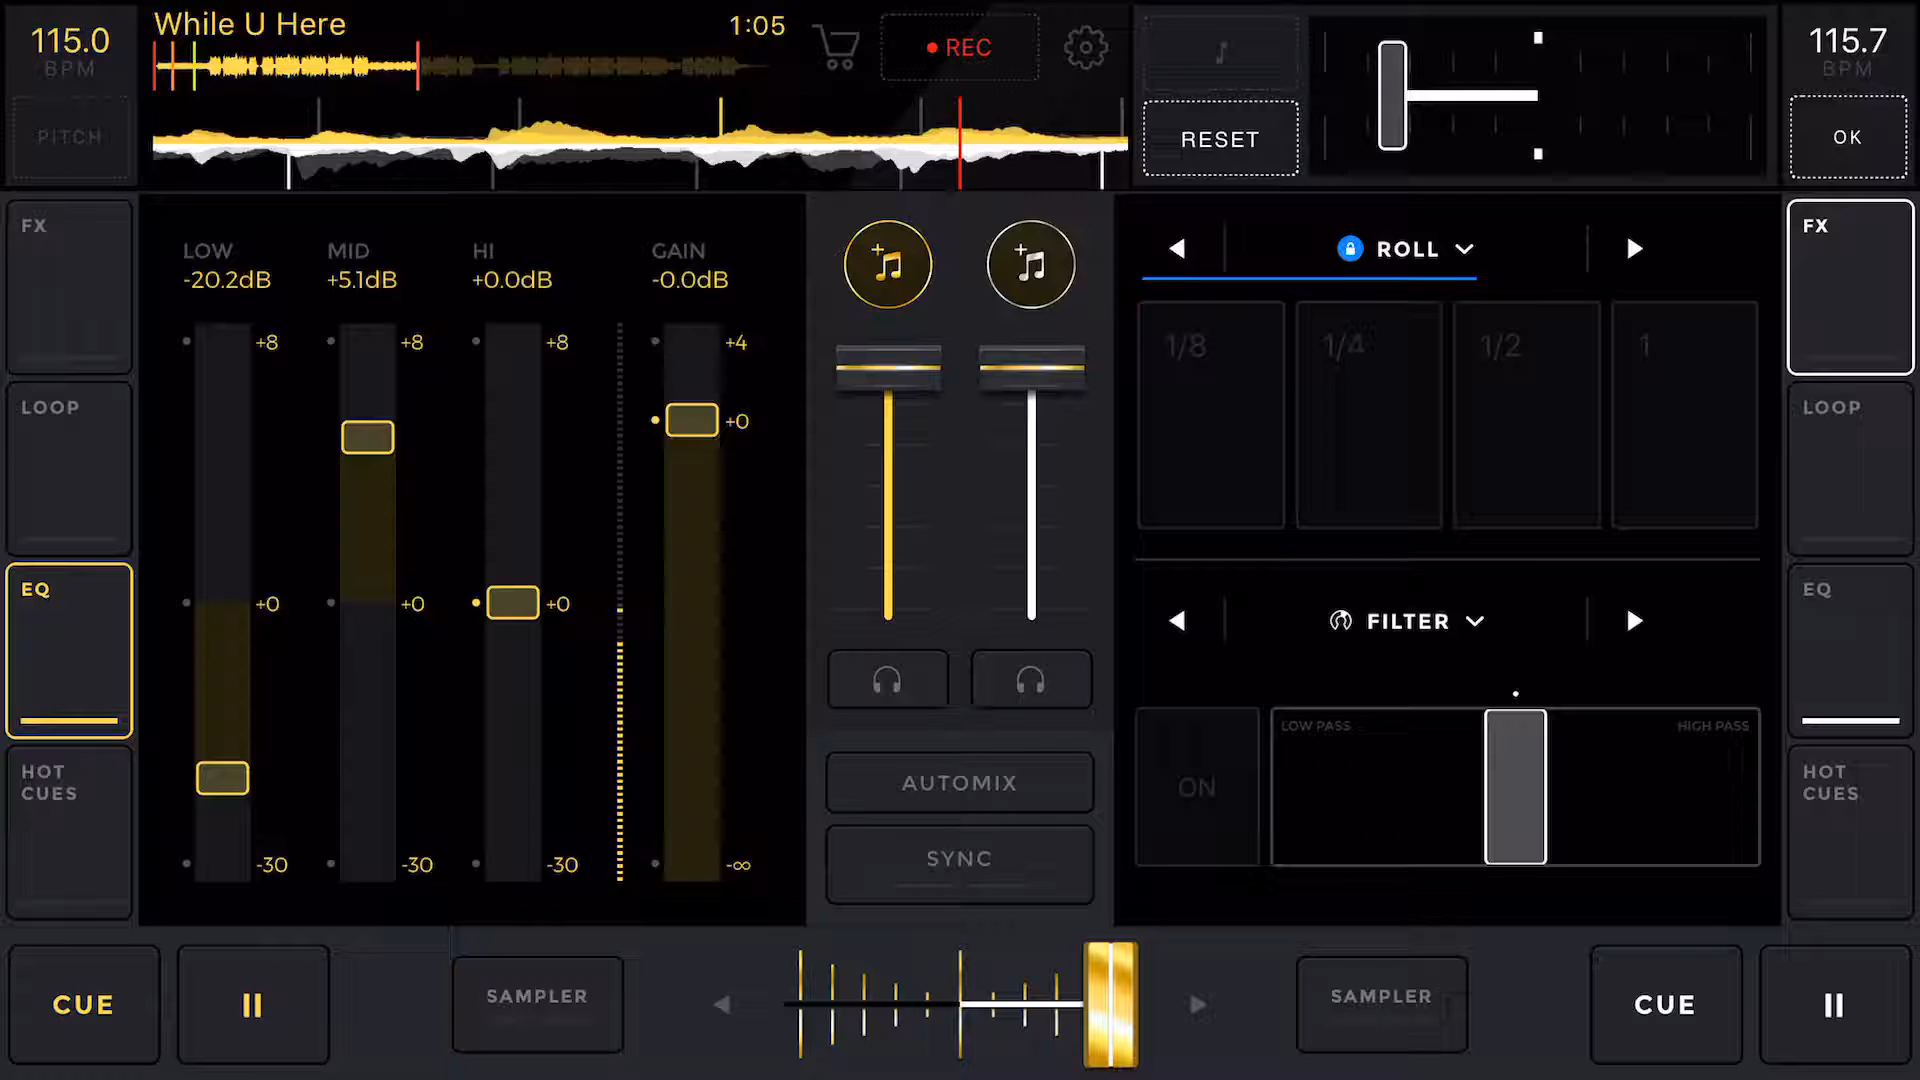 115.0
BPM
PITCH
While U Here
1:05
REC
RESET
115.7
BPM
OK
FX
LOOP
EQ
HOT
CUES
LOW
-20.2dB
MID
+5.1dB
HI
+0.0dB
GAIN
-0.0dB
+8
+8
+8
+4
+0
+0
+0
+0
-30
-30
-30
-∞
AUTOMIX
SYNC
ROLL
1/8
1/4
1/2
1
FILTER
ON
LOW PASS
HIGH PASS
FX
LOOP
EQ
HOT
CUES
CUE
SAMPLER
SAMPLER
CUE